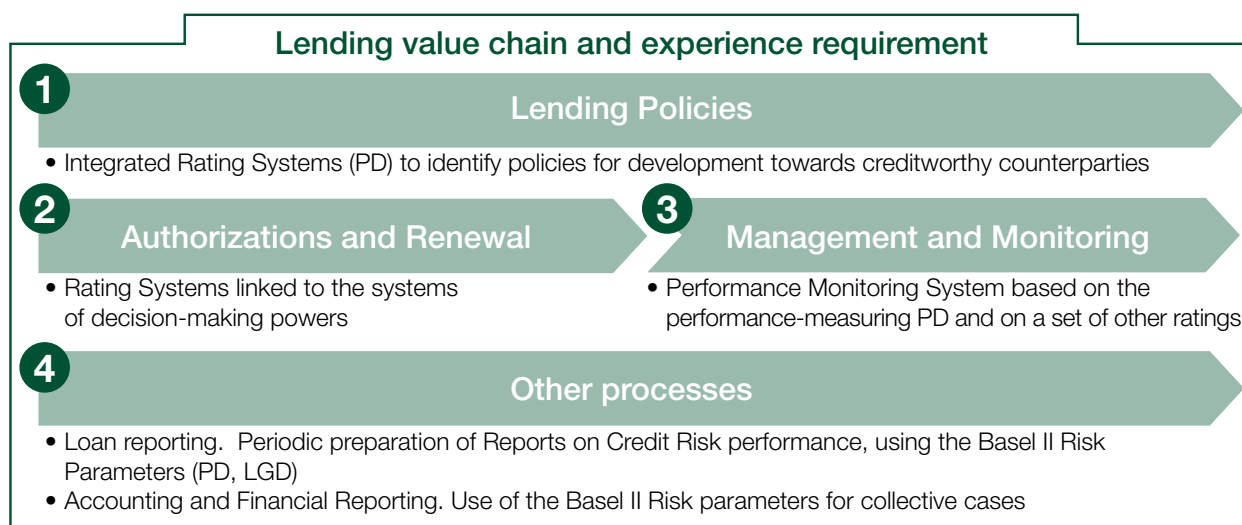 Lending value chain and experience requirement
1
Lending Policies
• Integrated Rating Systems (PD) to identify policies for development towards creditworthy counterparties
2
Authorizations and Renewal
• Rating Systems linked to the systems
of decision-making powers
3
Management and Monitoring
• Performance Monitoring System based on the
performance-measuring PD and on a set of other ratings
4
Other processes
• Loan reporting. Periodic preparation of Reports on Credit Risk performance, using the Basel II Risk
Parameters (PD, LGD)
• Accounting and Financial Reporting. Use of the Basel II Risk parameters for collective cases